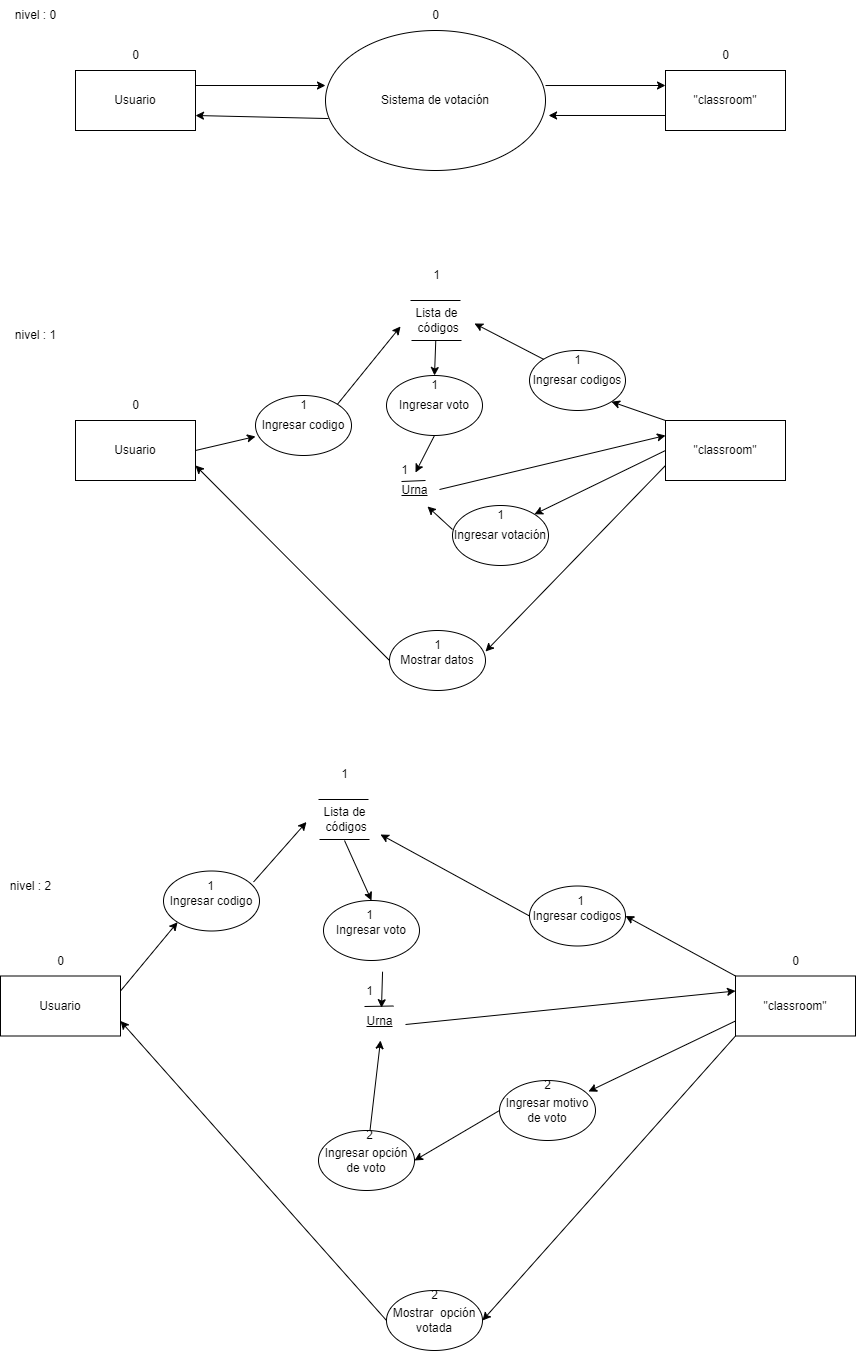 nivel : 0
0
0
0
Usuario
Sistema de votación
"classroom"
1
nivel : 1
Lista de
códigos
1
Ingresar codigos
0
1
Ingresar codigo
1
Ingresar voto
Usuario
"classroom"
1
Urna
1
Ingresar votación
1
Mostrar datos
1
Lista de
códigos
nivel : 2
1
Ingresar codigo
1
Ingresar voto
1
Ingresar codigos
0
0
Usuario
1
Urna
"classroom"
2
Ingresar motivo
de voto
2
Ingresar opción
de voto
2
Mostrar opción
votada